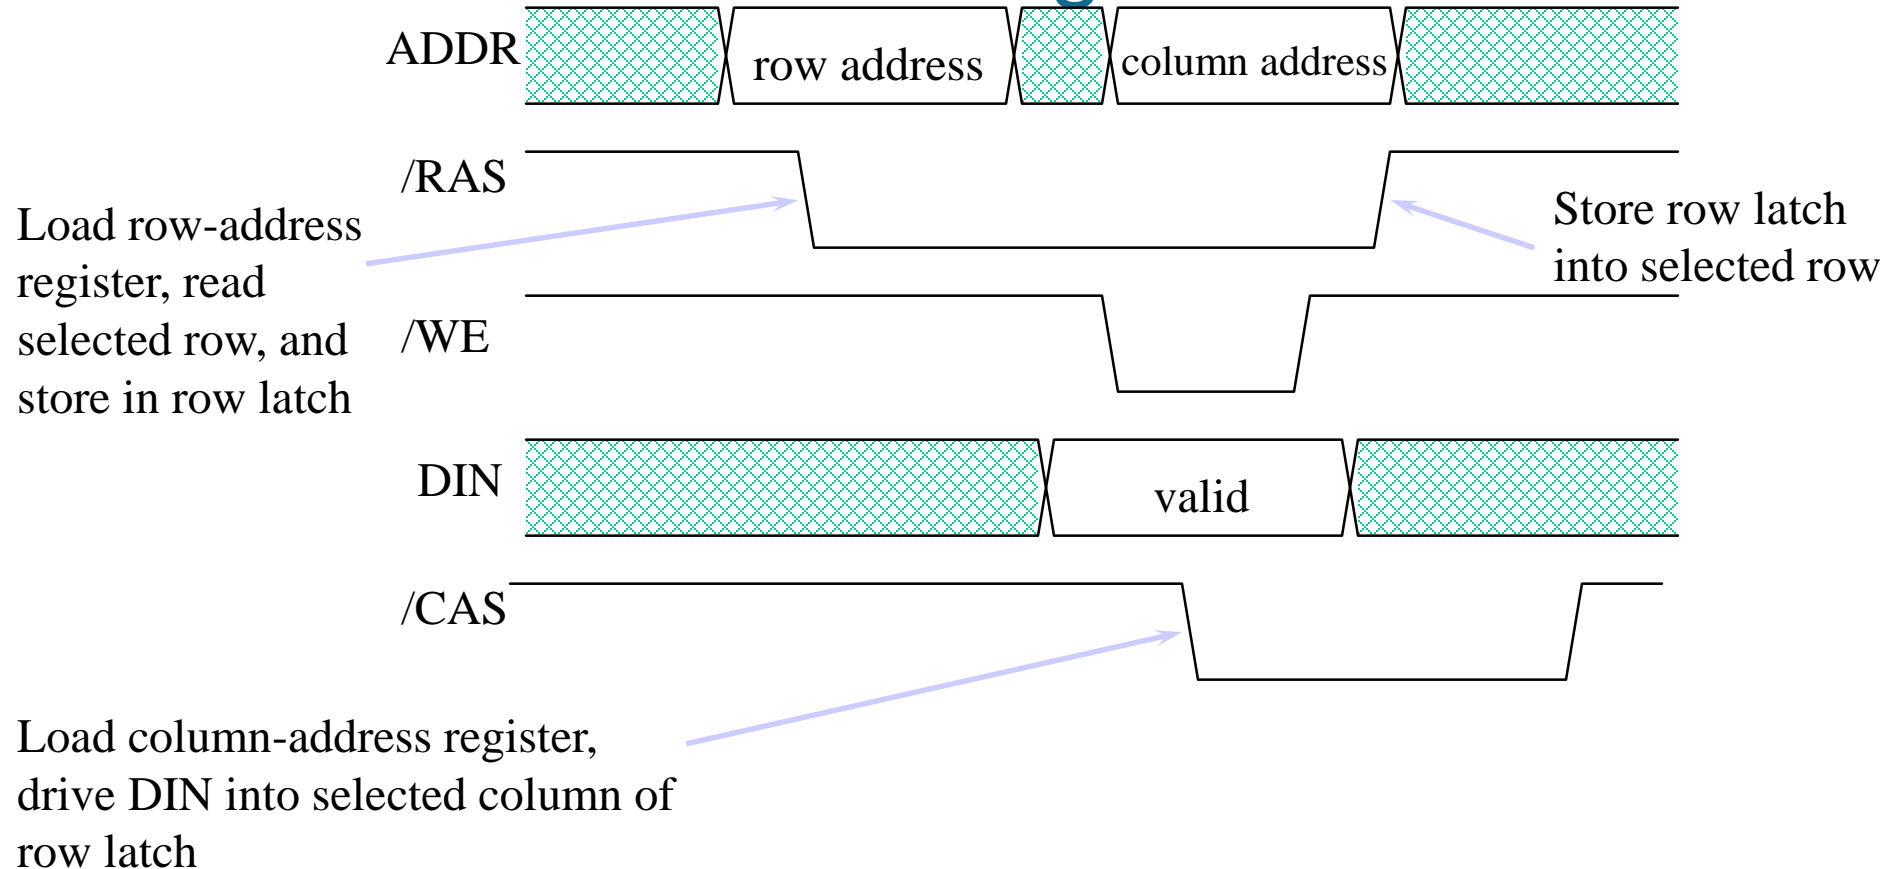 ADDR
row address
column address
/RAS
Load row-address
register, read
selected row, and
store in row latch
Store row latch
into selected row
/WE
DIN
valid
/CAS
Load column-address register,
drive DIN into selected column of
row latch